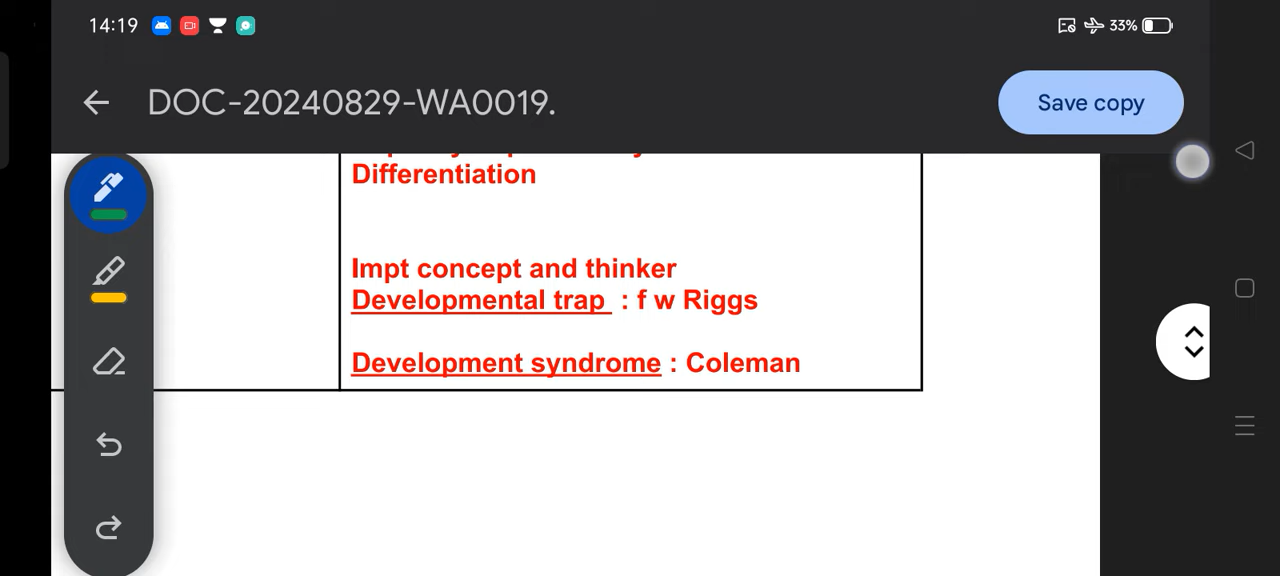 14:19
33%
DOC-20240829-WA0019.
Save copy
Differentiation
Impt concept and thinker
Developmental trap : f w Riggs
Development syndrome : Coleman